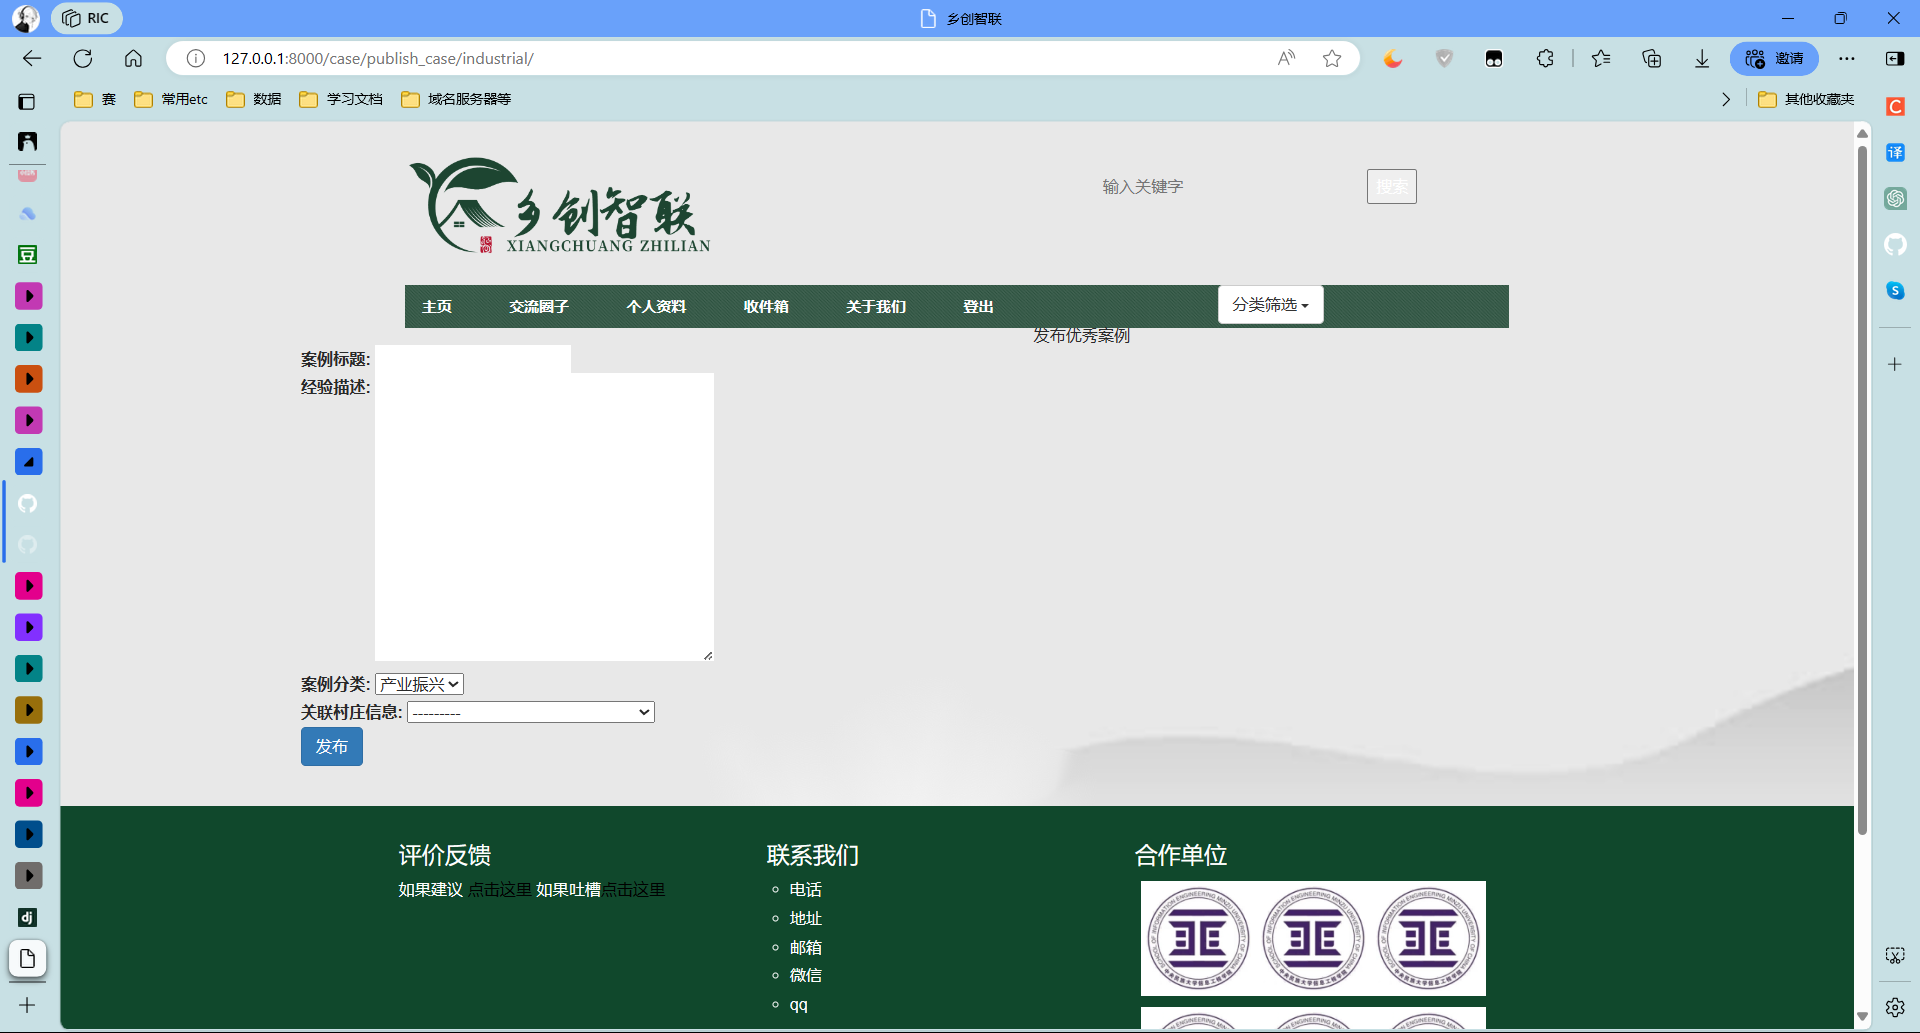 RIC
乡创智联
127.0.0.1:8000/case/publish_case/industrial/
邀请
赛
常用etc
数据
学习文档
域名服务器等
其他收藏夹
乡创智联
XIANGCHUANG ZHILIAN
输入关键字
搜索
主页 交流圈子 个人资料 收件箱 关于我们 登出 分类筛选
发布优秀案例
案例标题:
经验描述:
案例分类: 产业振兴
关联村庄信息: ---------
发布
评价反馈
如果建议 点击这里 如果吐槽点击这里
联系我们
电话
地址
邮箱
微信
qq
合作单位